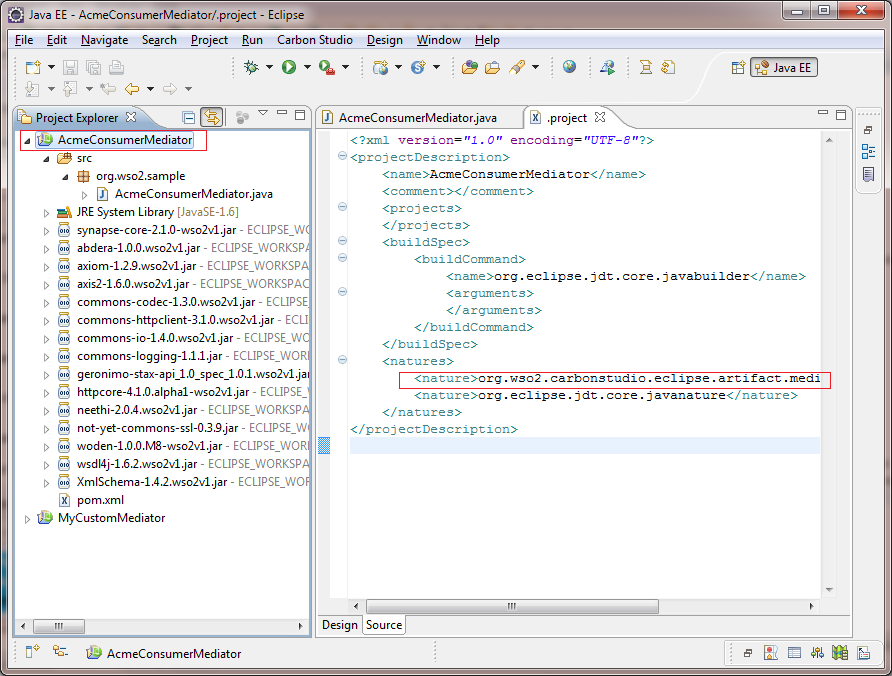 Java EE - AcmeConsumerMediator/.project - Eclipse
File Edit Navigate Search Project Run Carbon Studio Design Window Help
Java EE
Project Explorer
AcmeConsumerMediator
src
org.wso2.sample
AcmeConsumerMediator.java
JRE System Library [JavaSE-1.6]
synapse-core-2.1.0-wso2v1.jar - ECLIPSE_WO
abdera-1.0.0.wso2v1.jar - ECLIPSE_WORKSPA
axiom-1.2.9.wso2v1.jar - ECLIPSE_WORKSPA
axis2-1.6.0.wso2v1.jar - ECLIPSE_WORKSPAC
commons-codec-1.3.0.wso2v1.jar - ECLIPSE_
commons-httpclient-3.1.0.wso2v1.jar - ECLI
commons-io-1.4.0.wso2v1.jar - ECLIPSE_WOR
commons-logging-1.1.1.jar - ECLIPSE_WORK
geronimo-stax-api_1.0_spec_1.0.1.wso2v1.jar
httpcore-4.1.0.alpha1-wso2v1.jar - ECLIPSE_
neethi-2.0.4.wso2v1.jar - ECLIPSE_WORKSPA
not-yet-commons-ssl-0.3.9.jar - ECLIPSE_WO
woden-1.0.0.M8-wso2v1.jar - ECLIPSE_WORK
wsdl4j-1.6.2.wso2v1.jar - ECLIPSE_WORKSPA
XmlSchema-1.4.2.wso2v1.jar - ECLIPSE_WOR
pom.xml
MyCustomMediator
AcmeConsumerMediator.java
.project
<?xml version="1.0" encoding="UTF-8"?>
<projectDescription>
<name>AcmeConsumerMediator</name>
<comment></comment>
<projects>
</projects>
<buildSpec>
<buildCommand>
<name>org.eclipse.jdt.core.javabuilder</name>
<arguments>
</arguments>
</buildCommand>
</buildSpec>
<natures>
<nature>org.wso2.carbonstudio.eclipse.artifact.medi
<nature>org.eclipse.jdt.core.javanature</nature>
</natures>
</projectDescription>
Design Source
AcmeConsumerMediator